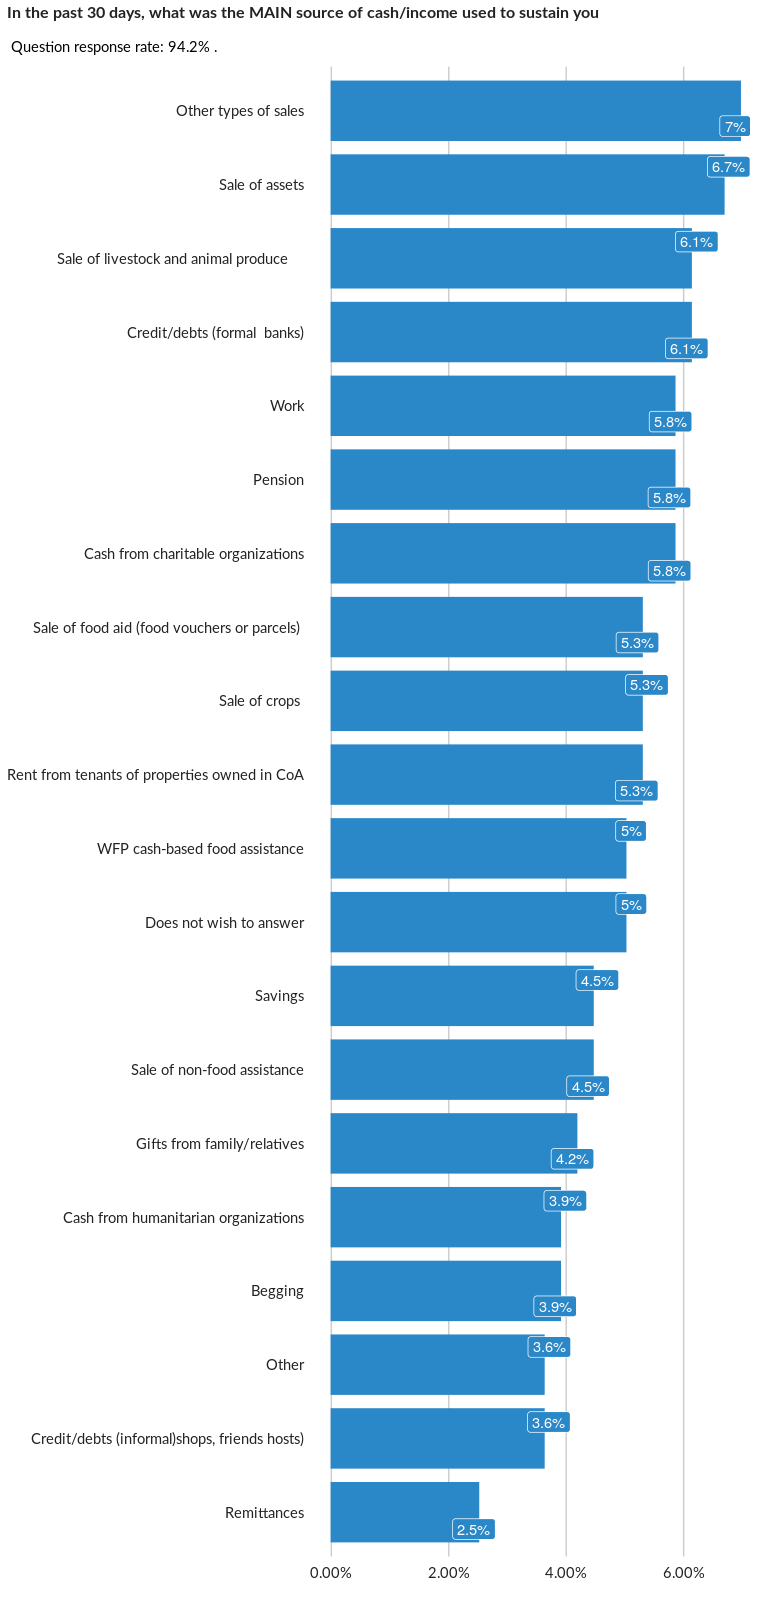 In the past 30 days, what was the MAIN source of cash/income used to sustain you
Question response rate: 94.2% .
Other types of sales
7%
Sale of assets
6.7%
Sale of livestock and animal produce
6.1%
Credit/debts (formal  banks)
6.1%
Work
5.8%
Pension
5.8%
Cash from charitable organizations
5.8%
Sale of food aid (food vouchers or parcels)
5.3%
Sale of crops
5.3%
Rent from tenants of properties owned in CoA
5.3%
WFP cash-based food assistance
5%
Does not wish to answer
5%
Savings
4.5%
Sale of non-food assistance
4.5%
Gifts from family/relatives
4.2%
Cash from humanitarian organizations
3.9%
Begging
3.9%
Other
3.6%
Credit/debts (informal)shops, friends hosts)
3.6%
Remittances
2.5%
0.00% 2.00% 4.00% 6.00%